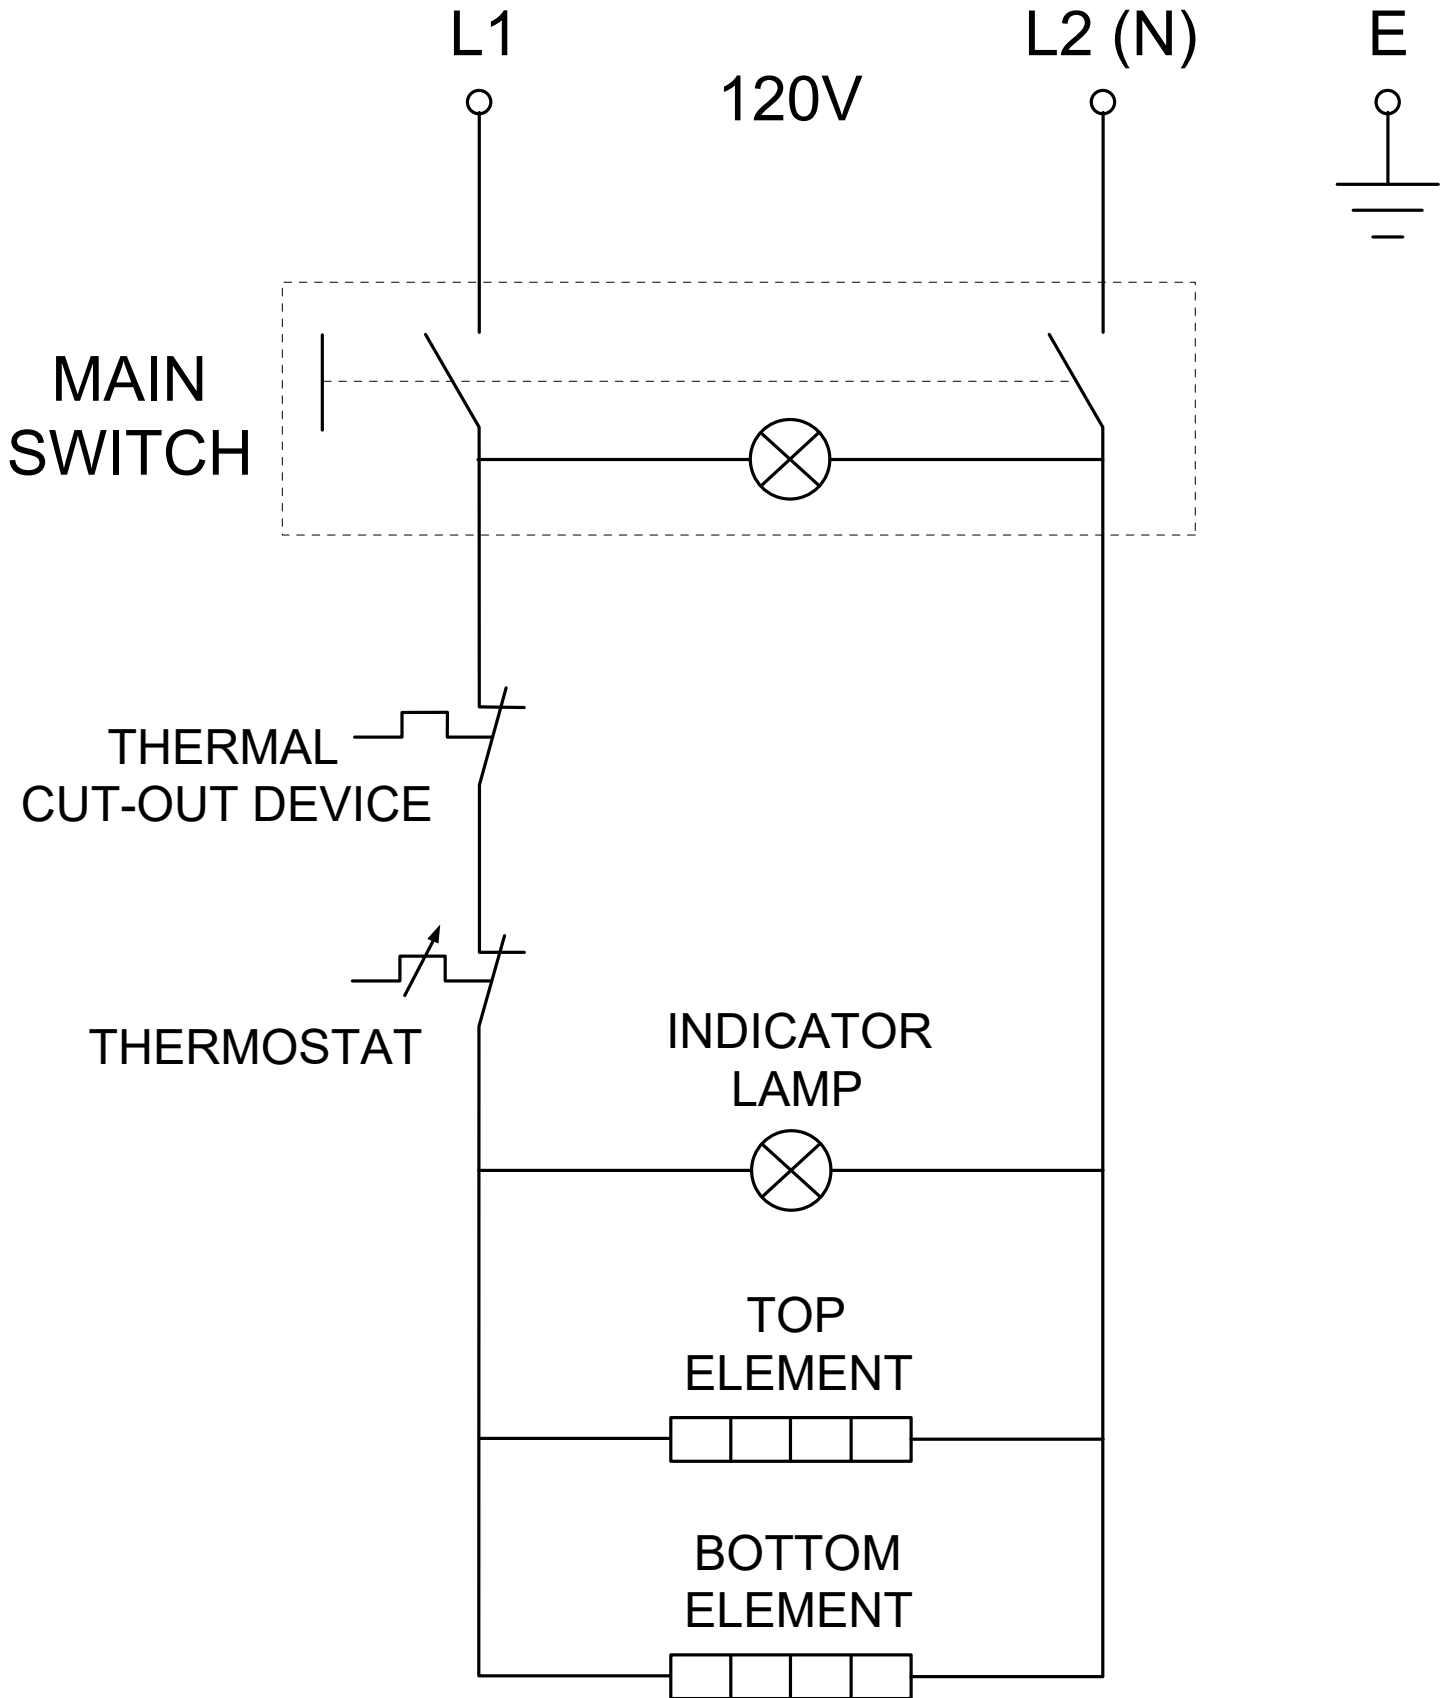 L1
L2 (N)
E
120V
MAIN
SWITCH
THERMAL
CUT-OUT DEVICE
THERMOSTAT
INDICATOR
LAMP
TOP
ELEMENT
BOTTOM
ELEMENT